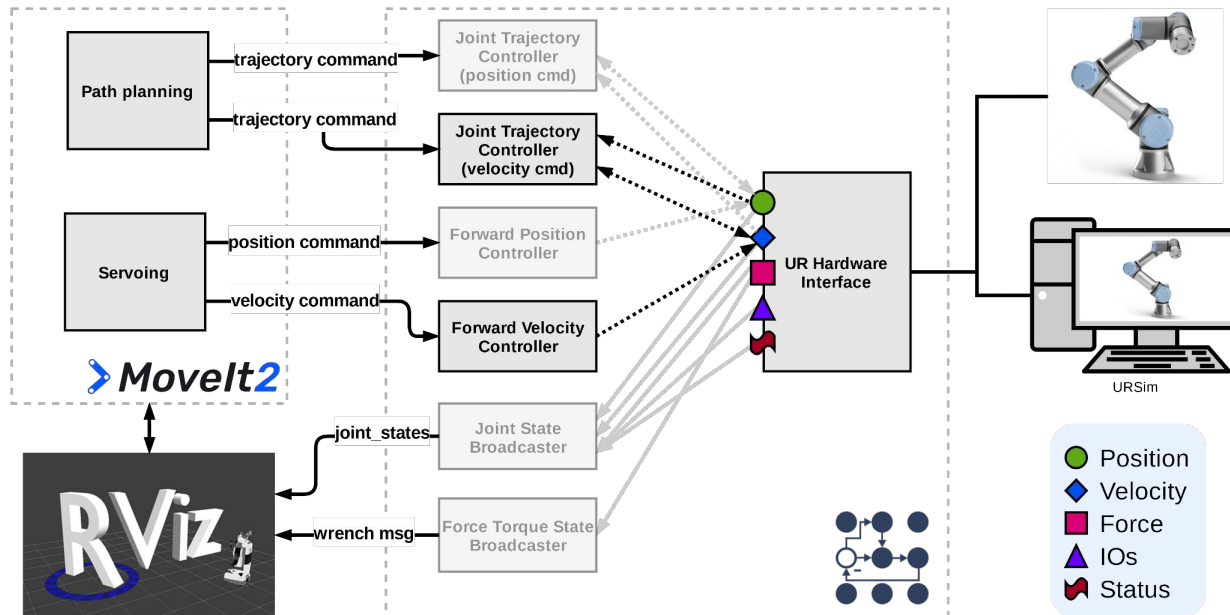 Path planning
trajectory command
trajectory command
Joint Trajectory
Controller
(position cmd)
Joint Trajectory
Controller
(velocity cmd)
Servoing
position command
velocity command
Forward Position
Controller
Forward Velocity
Controller
UR Hardware
Interface
URSim
MoveIt2
joint_states
Joint State
Broadcaster
RViz
wrench msg
Force Torque State
Broadcaster
Position
Velocity
Force
IOs
Status